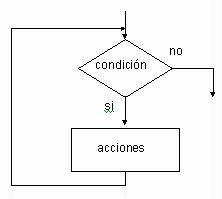 no
condición
si
acciones